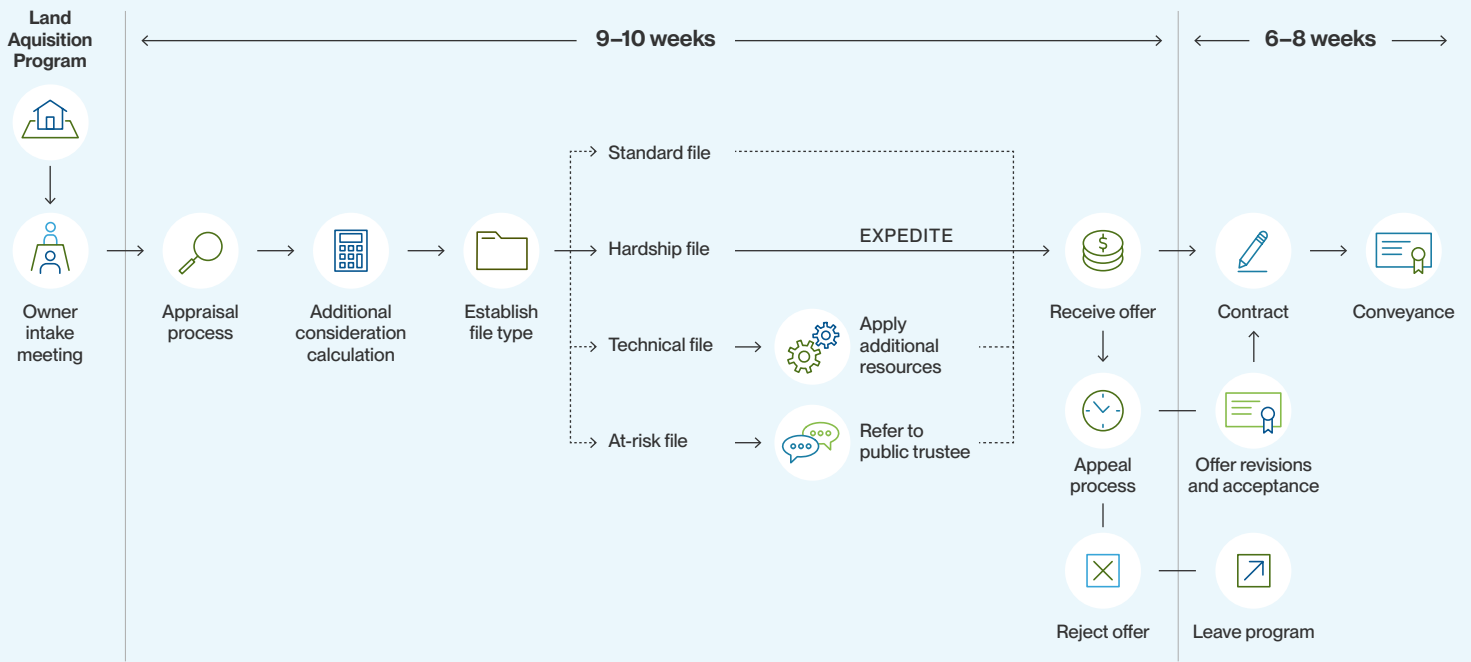 Land
Aquisition
Program
9–10 weeks
6–8 weeks
Standard file
Hardship file
EXPEDITE
Owner
intake
meeting
Appraisal
process
Additional
consideration
calculation
Establish
file type
Technical file
Apply
additional
resources
At-risk file
Refer to
public trustee
$
Receive offer
Contract
Conveyance
Appeal
process
Offer revisions
and acceptance
Reject offer
Leave program